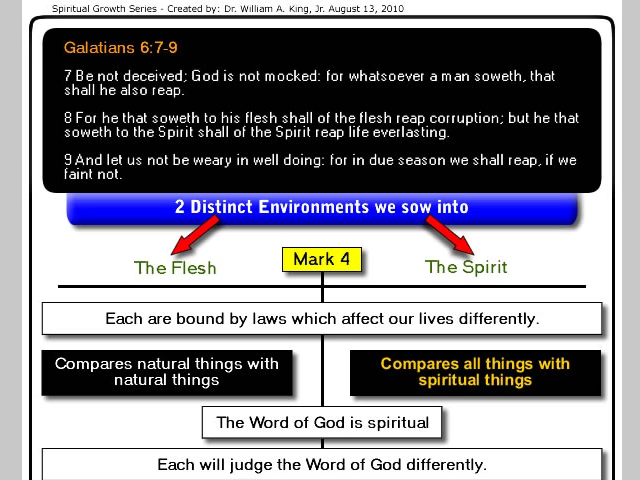 Spiritual Growth Series - Created by: Dr. William A. King, Jr. August 13, 2010
Galatians 6:7-9
7 Be not deceived; God is not mocked: for whatsoever a man soweth, that
shall he also reap.
8 For he that soweth to his flesh shall of the flesh reap corruption; but he that
soweth to the Spirit shall of the Spirit reap life everlasting.
9 And let us not be weary in well doing: for in due season we shall reap, if we
faint not.
2 Distinct Environments we sow into
The Flesh
Mark 4
The Spirit
Each are bound by laws which affect our lives differently.
Compares natural things with
natural things
Compares all things with
spiritual things
The Word of God is spiritual
Each will judge the Word of God differently.